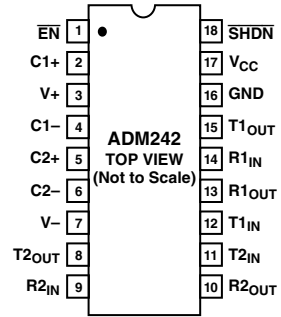 EN 1 18 SHDN
C1+ 2 17 VCC
V+ 3 16 GND
C1– 4 15 T1OUT
ADM242
C2+ 5 TOP VIEW 14 R1IN
(Not to Scale)
C2– 6 13 R1OUT
V– 7 12 T1IN
T2OUT 8 11 T2IN
R2IN 9 10 R2OUT